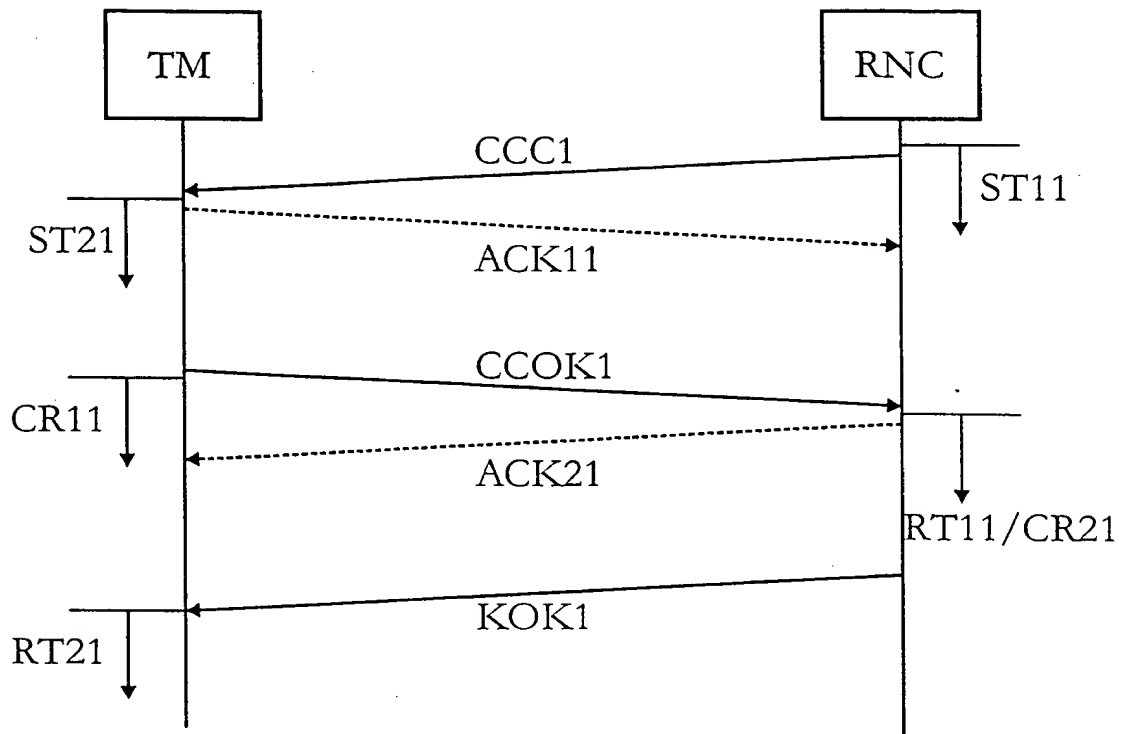 TM
RNC
CCC1
ST11
ST21
ACK11
CCOK1
CR11
ACK21
RT11/CR21
KOK1
RT21